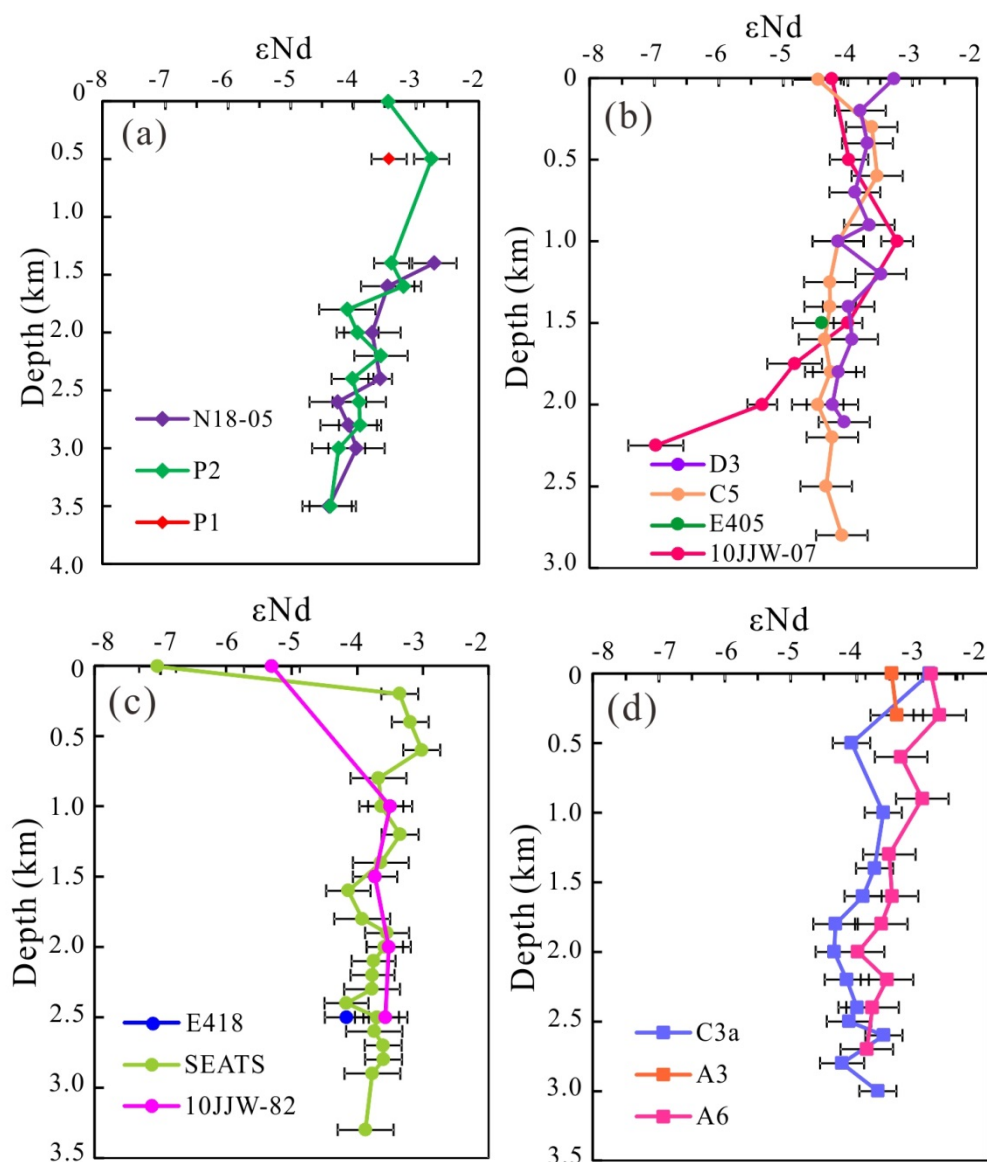 εNd
-8 -7 -6 -5 -4 -3 -2
0
(a)
0.5
1.0
1.5
2.0
2.5
3.0
3.5
4.0
Depth (km)
N18-05
P2
P1
εNd
-8 -7 -6 -5 -4 -3 -2
0
(b)
0.5
1.0
1.5
2.0
2.5
3.0
Depth (km)
D3
C5
E405
10JJW-07
εNd
-8 -7 -6 -5 -4 -3 -2
0
(c)
0.5
1.0
1.5
2.0
2.5
3.0
3.5
Depth (km)
E418
SEATS
10JJW-82
εNd
-8 -7 -6 -5 -4 -3 -2
0
(d)
0.5
1.0
1.5
2.0
2.5
3.0
3.5
Depth (km)
C3a
A3
A6